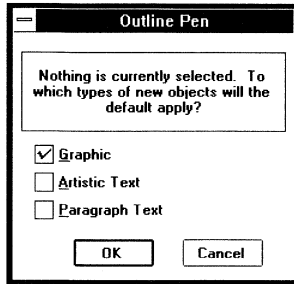 Outline Pen
Nothing is currently selected. To
which types of new objects will the
default apply?
Graphic
Artistic Text
Paragraph Text
OK
Cancel